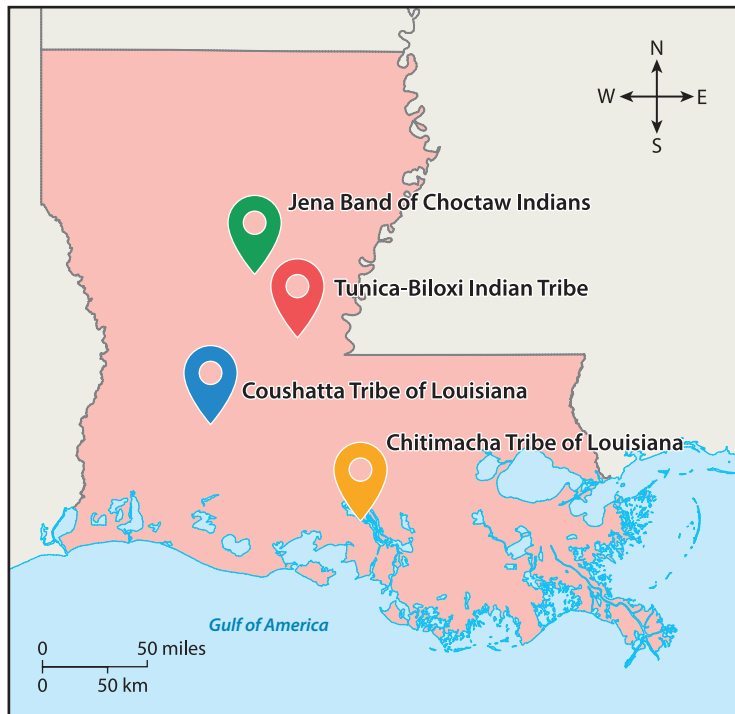 N
W E
S
Jena Band of Choctaw Indians
Tunica-Biloxi Indian Tribe
Coushatta Tribe of Louisiana
Chitimacha Tribe of Louisiana
Gulf of America
0 50 miles
0 50 km